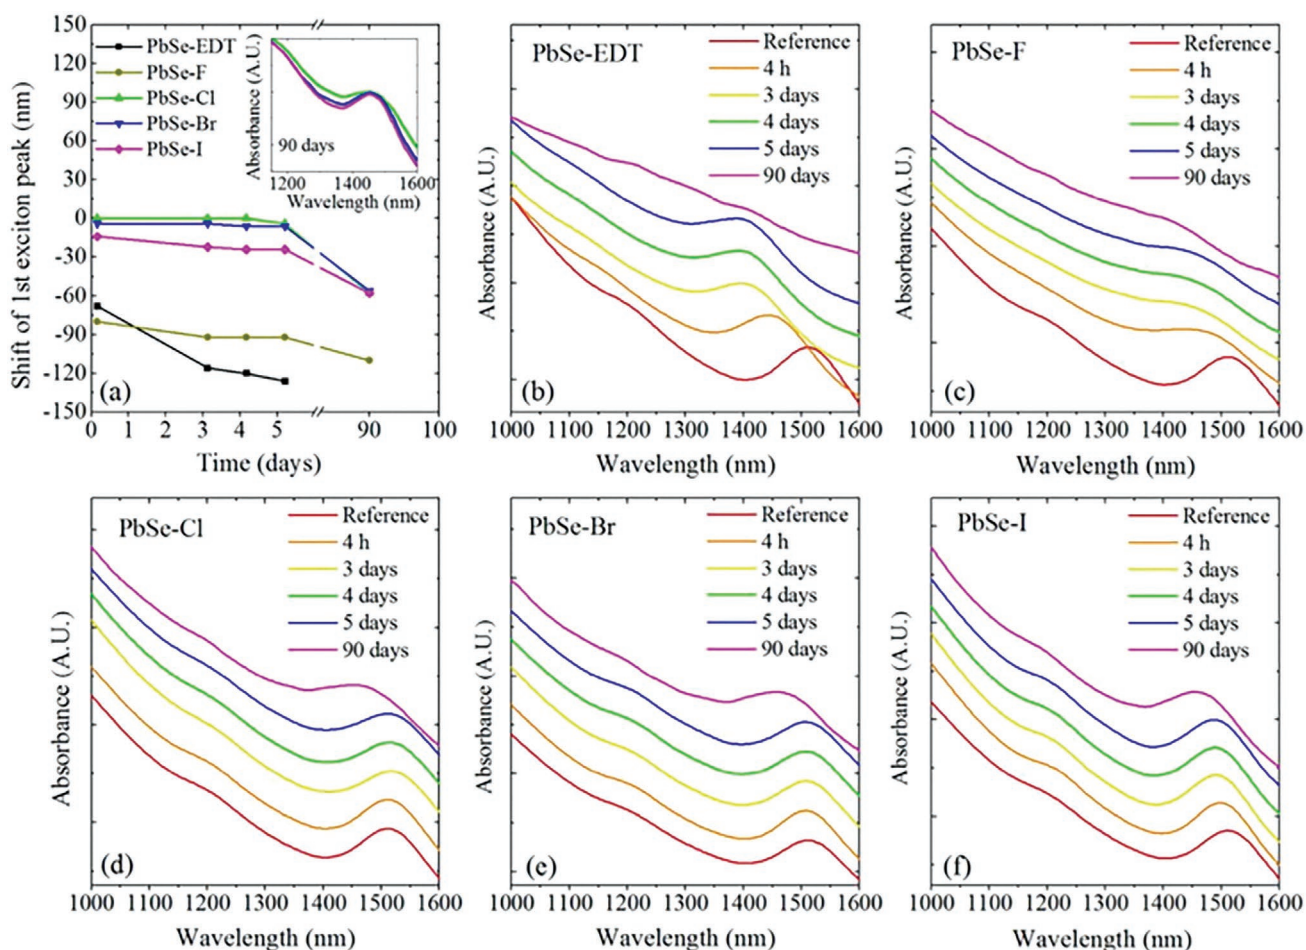 150
120
90
60
30
0
-30
-60
-90
-120
-150
Shift of 1st exciton peak (nm)
PbSe-EDT
PbSe-F
PbSe-Cl
PbSe-Br
PbSe-I
Absorbance (A.U.)
90 days
1200 1400 1600
Wavelength (nm)
(a)
0 1 2 3 4 5 90 100
Time (days)
PbSe-EDT
Reference
4 h
3 days
4 days
5 days
90 days
Absorbance (A.U.)
(b)
1000 1100 1200 1300 1400 1500 1600
Wavelength (nm)
PbSe-F
Reference
4 h
3 days
4 days
5 days
90 days
Absorbance (A.U.)
(c)
1000 1100 1200 1300 1400 1500 1600
Wavelength (nm)
PbSe-Cl
Reference
4 h
3 days
4 days
5 days
90 days
Absorbance (A.U.)
(d)
1000 1100 1200 1300 1400 1500 1600
Wavelength (nm)
PbSe-Br
Reference
4 h
3 days
4 days
5 days
90 days
Absorbance (A.U.)
(e)
1000 1100 1200 1300 1400 1500 1600
Wavelength (nm)
PbSe-I
Reference
4 h
3 days
4 days
5 days
90 days
Absorbance (A.U.)
(f)
1000 1100 1200 1300 1400 1500 1600
Wavelength (nm)